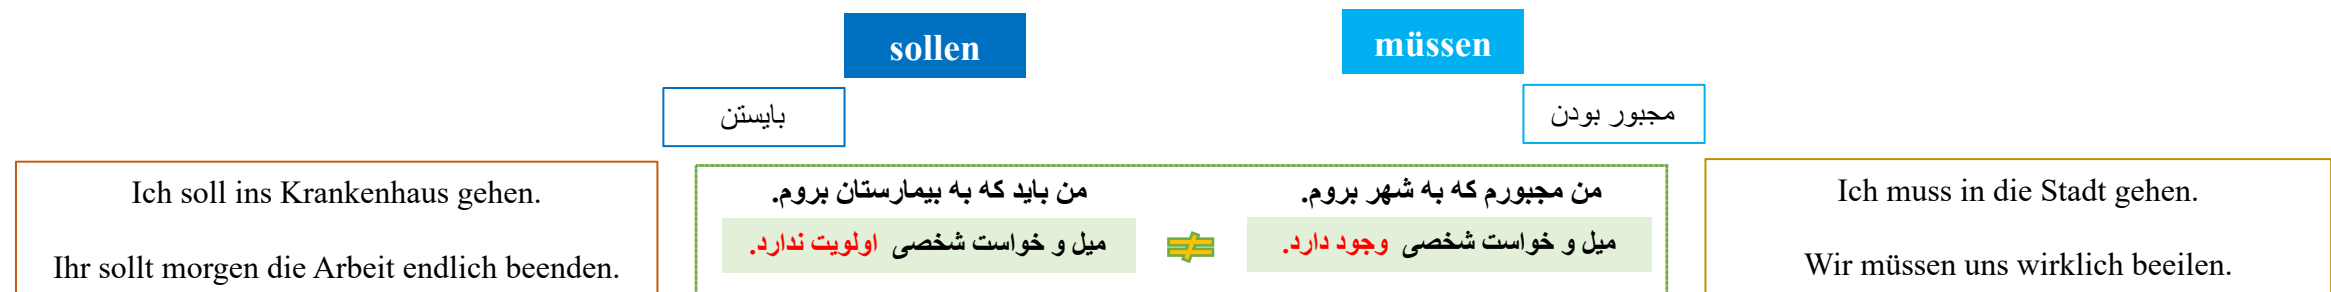 sollen
müssen
بایستن
مجبور بودن
Ich soll ins Krankenhaus gehen.
Ihr sollt morgen die Arbeit endlich beenden.
من باید که به بیمارستان بروم.
میل و خواست شخصی اولویت ندارد.
≠
من مجبورم که به شهر بروم.
میل و خواست شخصی وجود دارد.
Ich muss in die Stadt gehen.
Wir müssen uns wirklich beeilen.